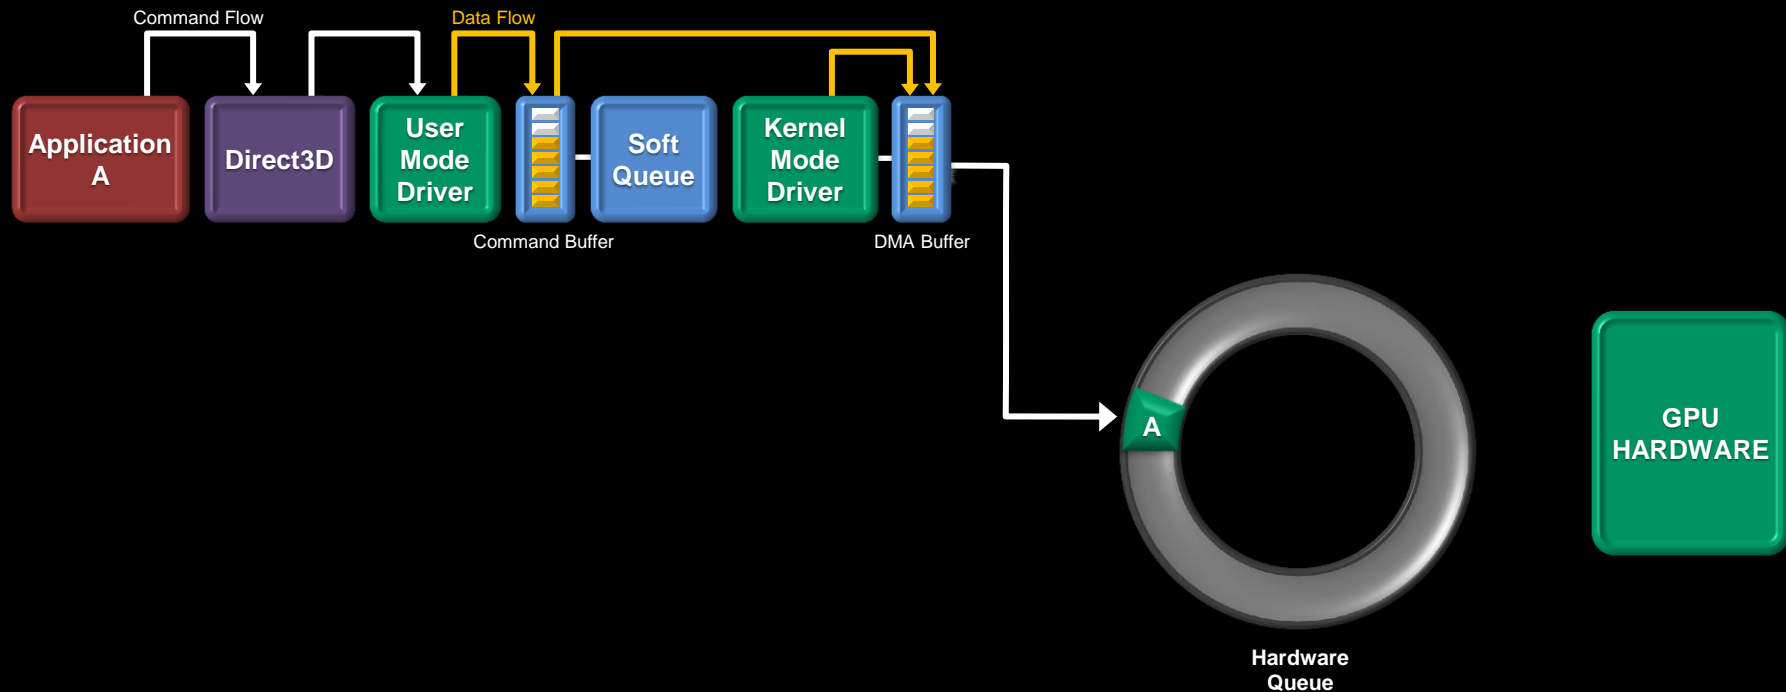 Command Flow
Data Flow
Application
A
Direct3D
User
Mode
Driver
Soft
Queue
Kernel
Mode
Driver
Command Buffer
DMA Buffer
A
GPU
HARDWARE
Hardware
Queue